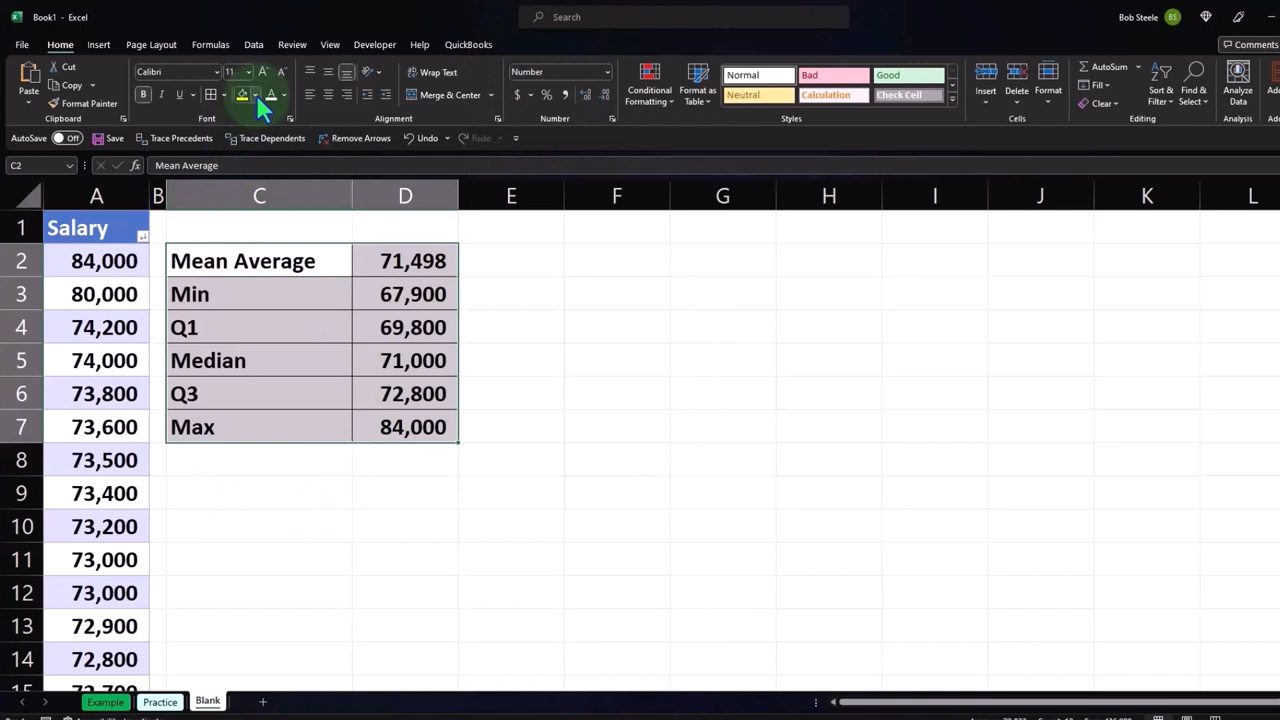 Book1 - Excel
Search
Bob Steele BS
File Home Insert Page Layout Formulas Data Review View Developer Help QuickBooks
Comments
Paste
Cut
Copy
Format Painter
Clipboard
Calibri 11
B I U
Font
Wrap Text
Merge & Center
Alignment
Number
$ % ,
Number
Conditional Formatting
Format as Table
Normal Bad Good
Neutral Calculation Check Cell
Styles
Insert Delete Format
Cells
AutoSum
Fill
Clear
Sort & Filter
Find & Select
Editing
Analyze Data
Analysis
AutoSave Off Save Trace Precedents Trace Dependents Remove Arrows Undo Redo
C2 fx Mean Average
A B C D E F G H I J K L
1 Salary
2 84,000 Mean Average 71,498
3 80,000 Min 67,900
4 74,200 Q1 69,800
5 74,000 Median 71,000
6 73,800 Q3 72,800
7 73,600 Max 84,000
8 73,500
9 73,400
10 73,200
11 73,000
12 73,000
13 72,900
14 72,800
Example Practice Blank